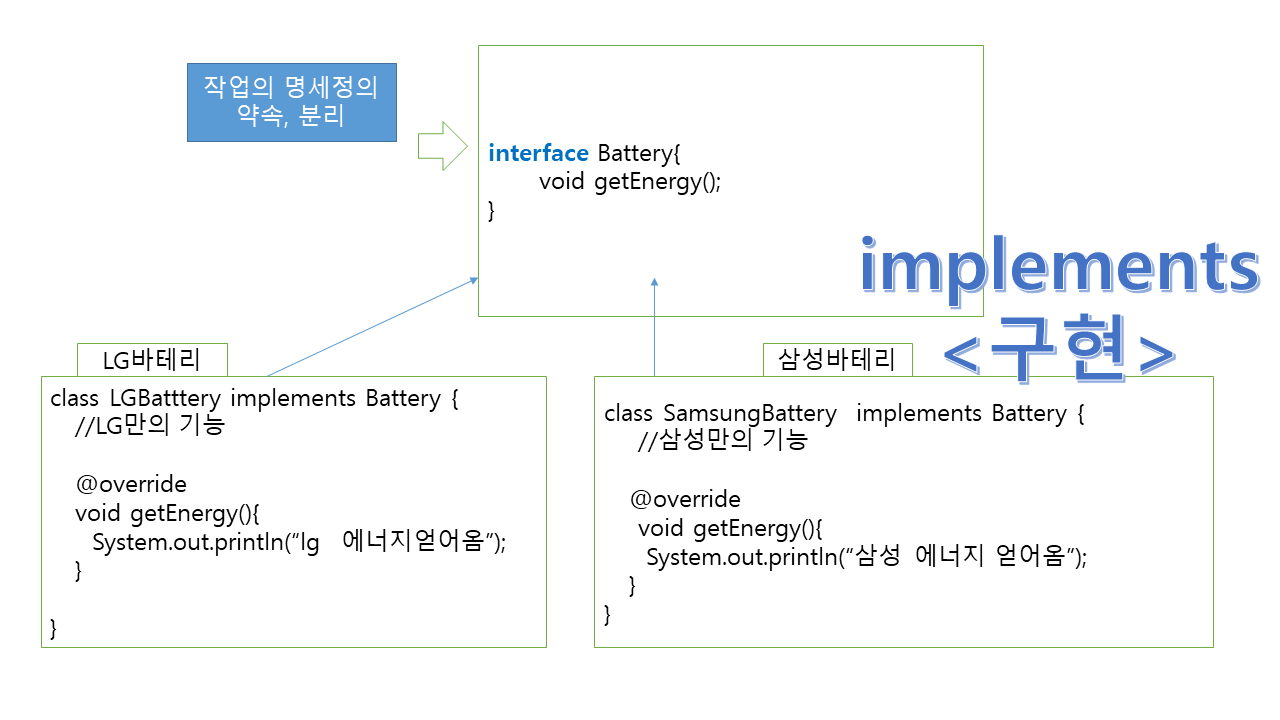 작업의 명세정의
약속, 분리
interface Battery{
void getEnergy();
}
implements
<구현>
LG바테리
class LGBatttery implements Battery {
//LG만의 기능
@override
void getEnergy(){
System.out.println(“lg 에너지얻어옴”);
}
}
삼성바테리
class SamsungBattery implements Battery {
//삼성만의 기능
@override
void getEnergy(){
System.out.println(“삼성 에너지 얻어옴”);
}
}